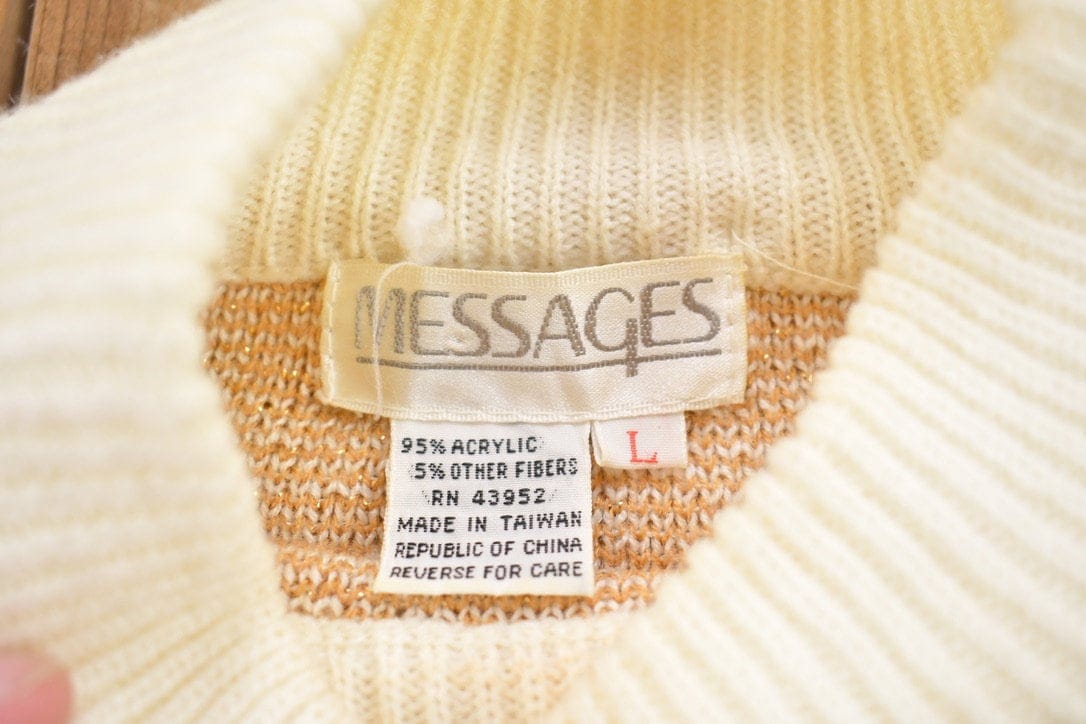 MESSAGES
95% ACRYLIC
5% OTHER FIBERS
RN 43952
MADE IN TAIWAN
REPUBLIC OF CHINA
REVERSE FOR CARE
L